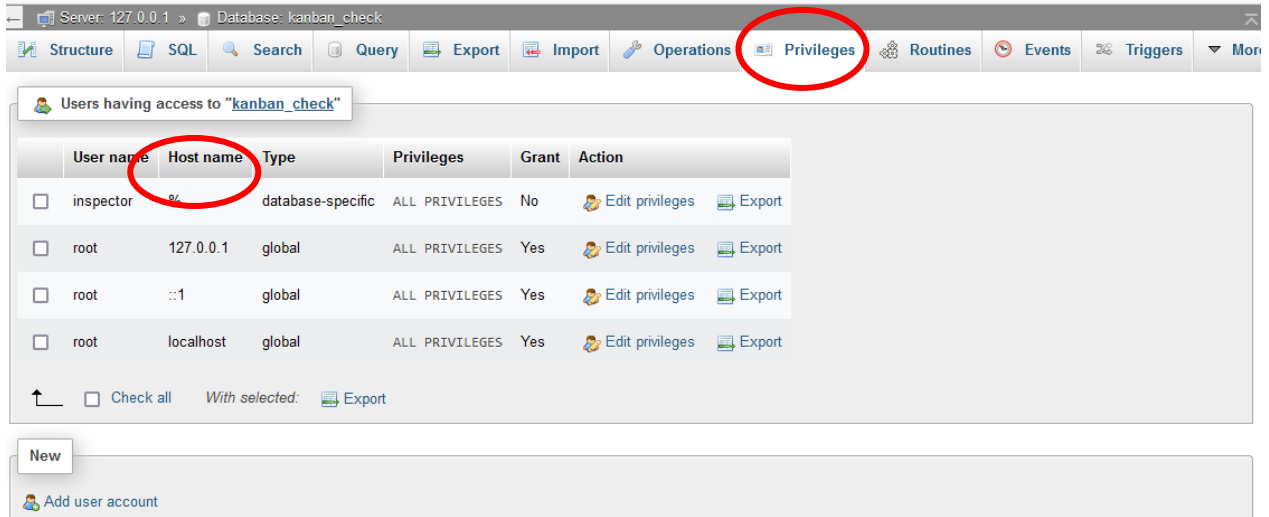 Server: 127.0.0.1 » Database: kanban_check
Structure SQL Search Query Export Import Operations Privileges Routines Events Triggers More
Users having access to "kanban_check"
User name Host name Type Privileges Grant Action
inspector % database-specific ALL PRIVILEGES No Edit privileges Export
root 127.0.0.1 global ALL PRIVILEGES Yes Edit privileges Export
root ::1 global ALL PRIVILEGES Yes Edit privileges Export
root localhost global ALL PRIVILEGES Yes Edit privileges Export
Check all With selected: Export
New
Add user account